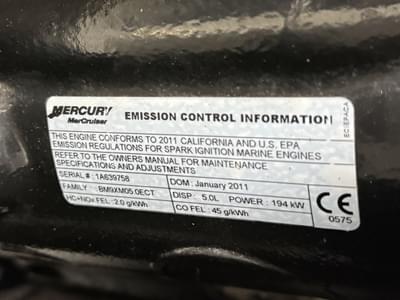 MERCURY
MerCruiser
EMISSION CONTROL INFORMATION
THIS ENGINE CONFORMS TO 2011 CALIFORNIA AND U.S. EPA
EMISSION REGULATIONS FOR SPARK IGNITION MARINE ENGINES
REFER TO THE OWNERS MANUAL FOR MAINTENANCE
SPECIFICATIONS AND ADJUSTMENTS
SERIAL# : 1A639758
DOM : January 2011
FAMILY : BM9XM05.0ECT
DISP : 5.0L POWER : 194 kW
HC+NOx FEL: 2.0 g/kWh
CO FEL : 45 g/kWh
CE
0575
ECIEPACA